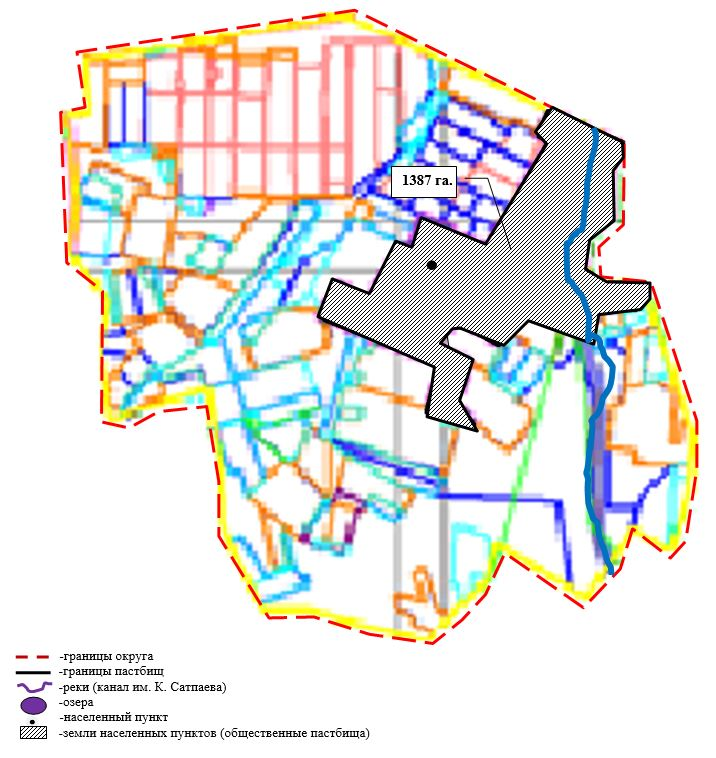 1387 га.
-границы округа
-границы пастбищ
-реки (канал им. К. Сатпаева)
-озера
-населенный пункт
-земли населенных пунктов (общественные пастбища)